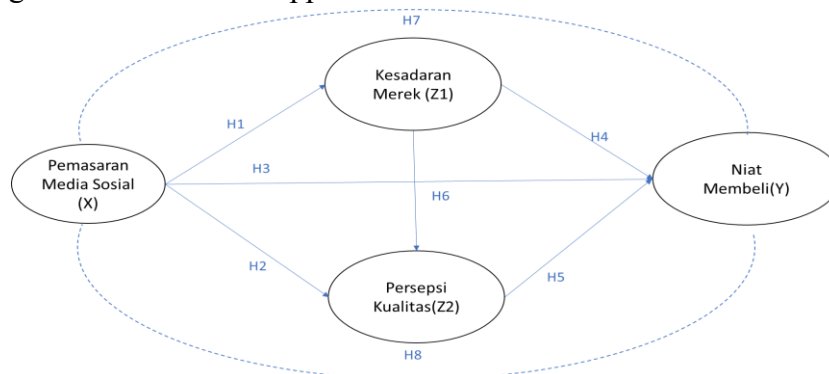 H7
Kesadaran
Merek (Z1)
H1
H4
Pemasaran
Media Sosial
(X)
H3
Niat
Membeli(Y)
H6
H2
Persepsi
Kualitas(Z2)
H5
H8